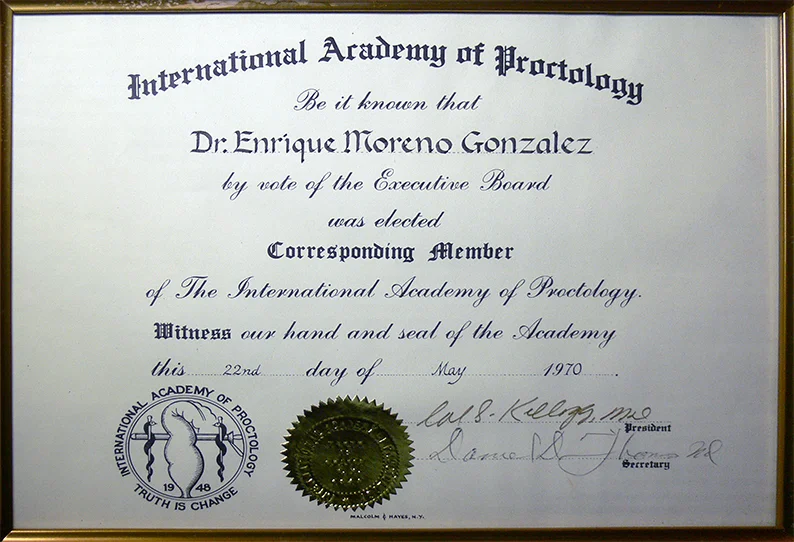 International Academy of Proctology
Be it known that
Dr. Enrique Moreno Gonzalez
by vote of the Executive Board
was elected
Corresponding Member
of The International Academy of Proctology.
Witness our hand and seal of the Academy
this 22nd day of May 1970.
INTERNATIONAL ACADEMY OF PROCTOLOGY
1948
TRUTH IS CHANGE
President
Secretary
MALCOLM & HAYES, N.Y.